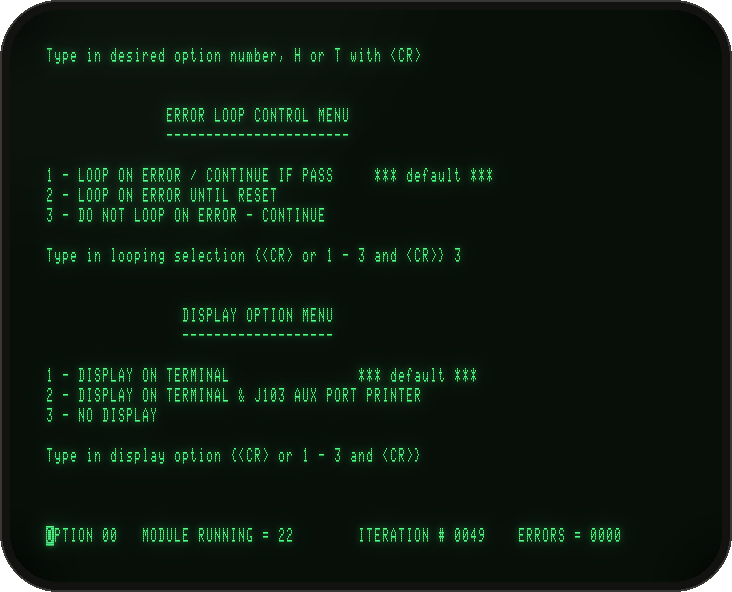 Type in desired option number, H or T with <CR>
ERROR LOOP CONTROL MENU
-----------------------
1 - LOOP ON ERROR / CONTINUE IF PASS     *** default ***
2 - LOOP ON ERROR UNTIL RESET
3 - DO NOT LOOP ON ERROR - CONTINUE
Type in looping selection (<CR> or 1 - 3 and <CR>) 3
DISPLAY OPTION MENU
-------------------
1 - DISPLAY ON TERMINAL                *** default ***
2 - DISPLAY ON TERMINAL & J103 AUX PORT PRINTER
3 - NO DISPLAY
Type in display option (<CR> or 1 - 3 and <CR>)
OPTION 00   MODULE RUNNING = 22        ITERATION # 0049    ERRORS = 0000